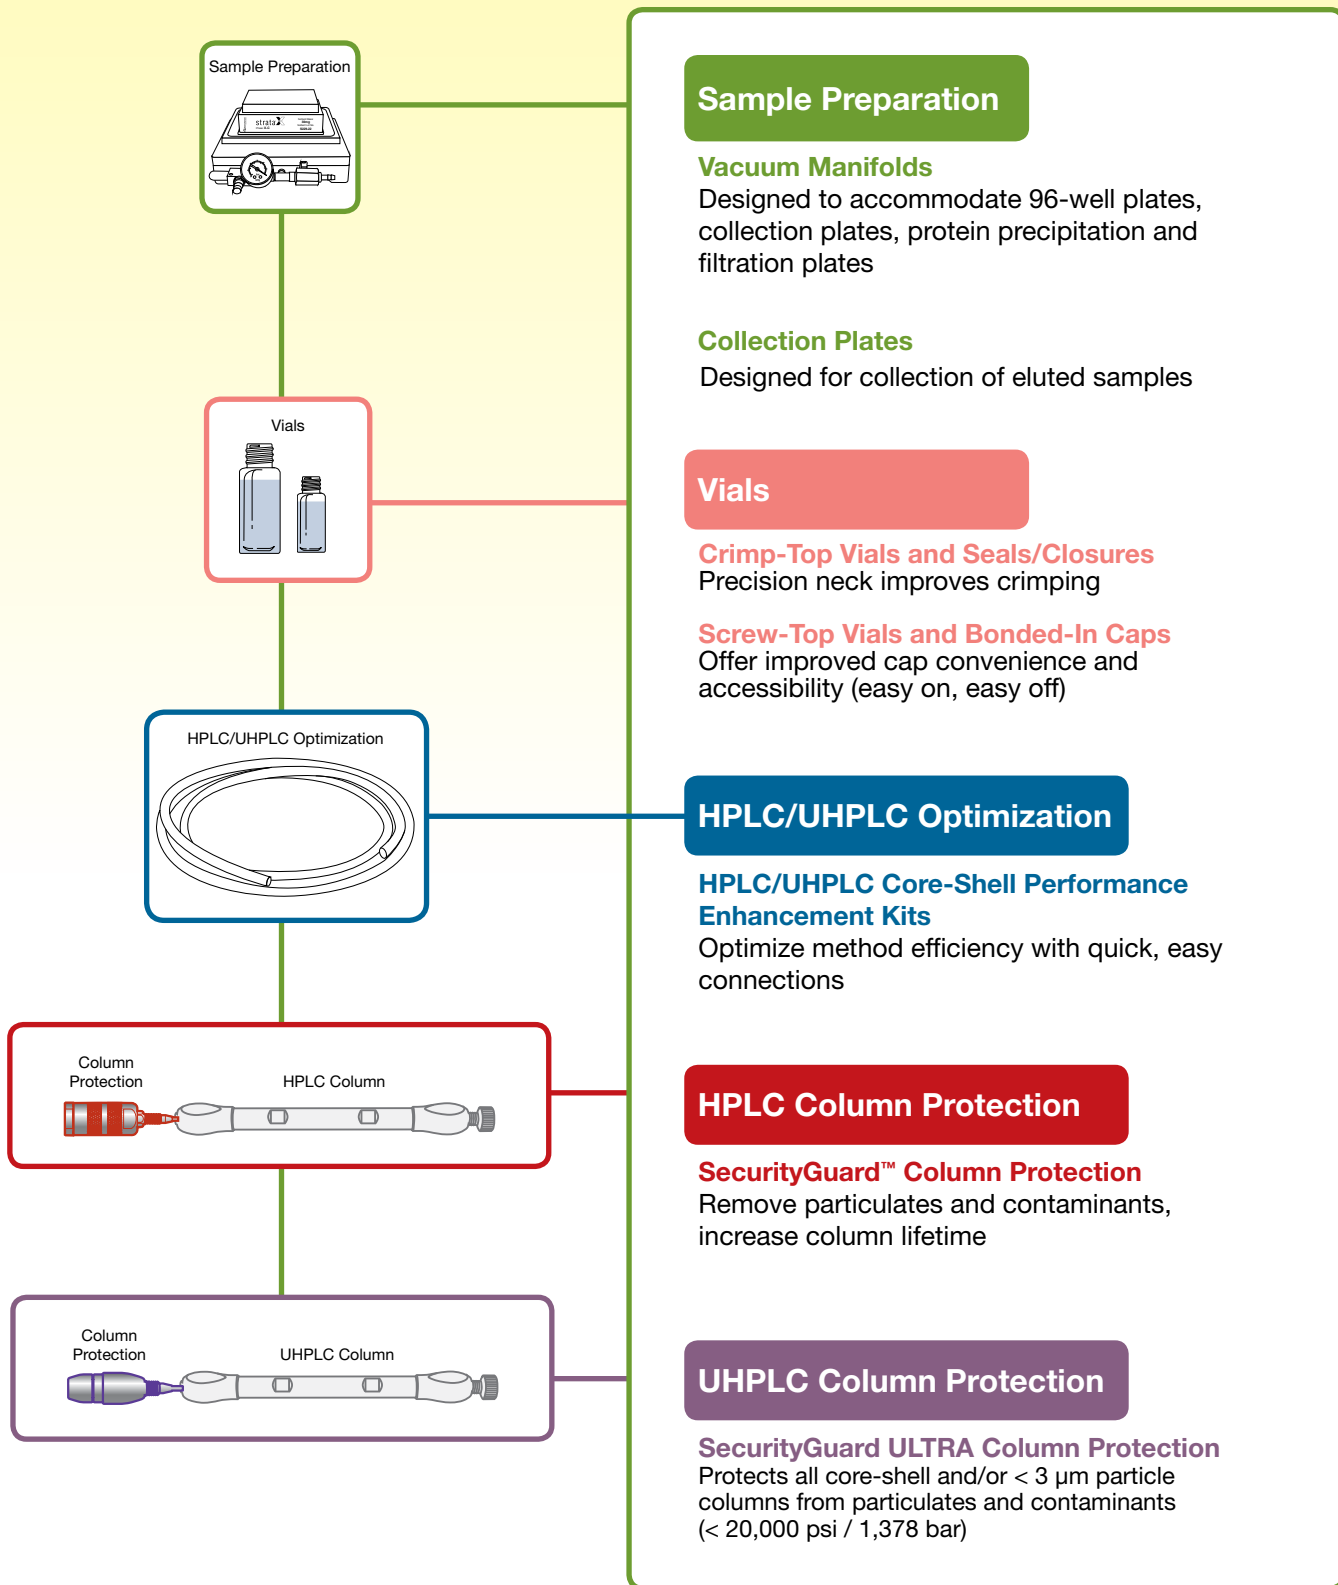 Sample Preparation
strata X
Vials
HPLC/UHPLC Optimization
Column
Protection
HPLC Column
Column
Protection
UHPLC Column
Sample Preparation
Vacuum Manifolds
Designed to accommodate 96-well plates,
collection plates, protein precipitation and
filtration plates
Collection Plates
Designed for collection of eluted samples
Vials
Crimp-Top Vials and Seals/Closures
Precision neck improves crimping
Screw-Top Vials and Bonded-In Caps
Offer improved cap convenience and
accessibility (easy on, easy off)
HPLC/UHPLC Optimization
HPLC/UHPLC Core-Shell Performance
Enhancement Kits
Optimize method efficiency with quick, easy
connections
HPLC Column Protection
SecurityGuard™ Column Protection
Remove particulates and contaminants,
increase column lifetime
UHPLC Column Protection
SecurityGuard ULTRA Column Protection
Protects all core-shell and/or < 3 µm particle
columns from particulates and contaminants
(< 20,000 psi / 1,378 bar)